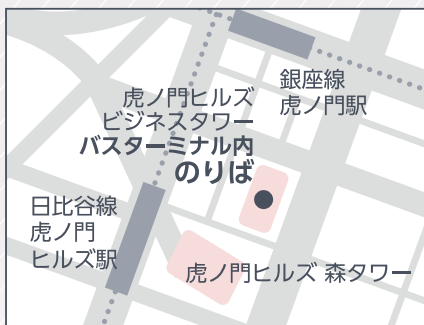 銀座線
虎ノ門駅
虎ノ門ヒルズ
ビジネスタワー
バスターミナル内
のりば
日比谷線
虎ノ門
ヒルズ駅
虎ノ門ヒルズ 森タワー